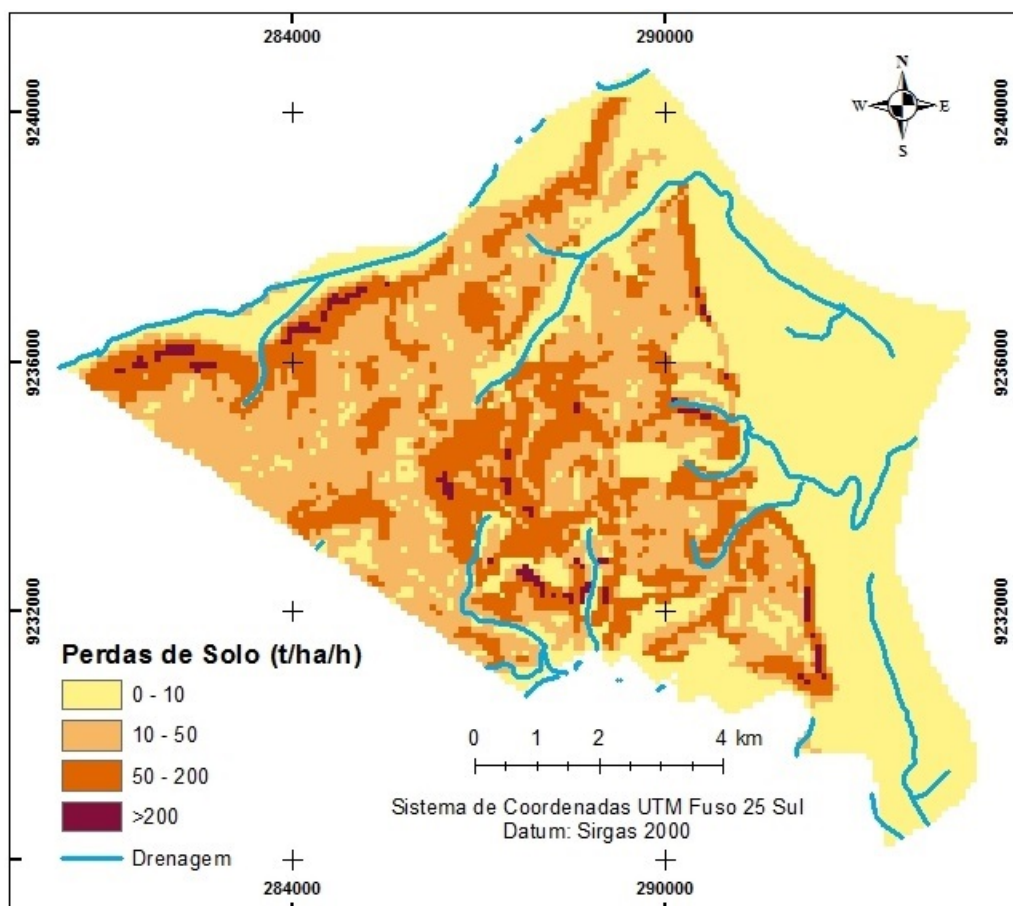 284000
290000
9240000
9240000
N
W
E
S
9236000
9236000
9232000
9232000
Perdas de Solo (t/ha/h)
0 - 10
10 - 50
50 - 200
>200
Drenagem
0 1 2 4 km
Sistema de Coordenadas UTM Fuso 25 Sul
Datum: Sirgas 2000
284000
290000